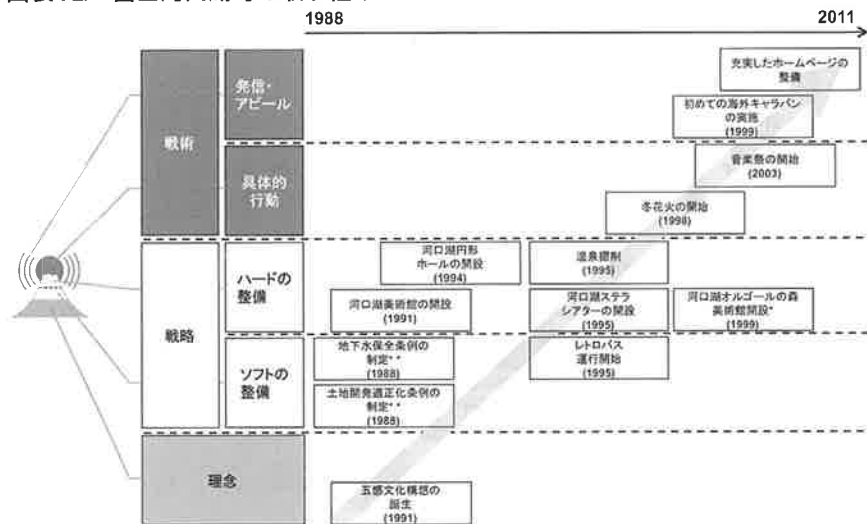 1988
2011
戦術
発信・
アピール
充実したホームページの
整備
初めての海外キャラバン
の実施
(1999)
具体的
行動
音楽祭の開始
(2003)
冬花火の開始
(1998)
戦略
ハードの
整備
河口湖円形
ホールの開設
(1994)
温泉掘削
(1995)
河口湖美術館の開設
(1991)
河口湖ステラ
シアターの開設
(1995)
河口湖オルゴールの森
美術館開設*
(1999)
ソフトの
整備
地下水保全条例の
制定**
(1988)
レトロバス
運行開始
(1995)
土地開発適正化条例の
制定**
(1988)
理念
五感文化構想の
誕生
(1991)